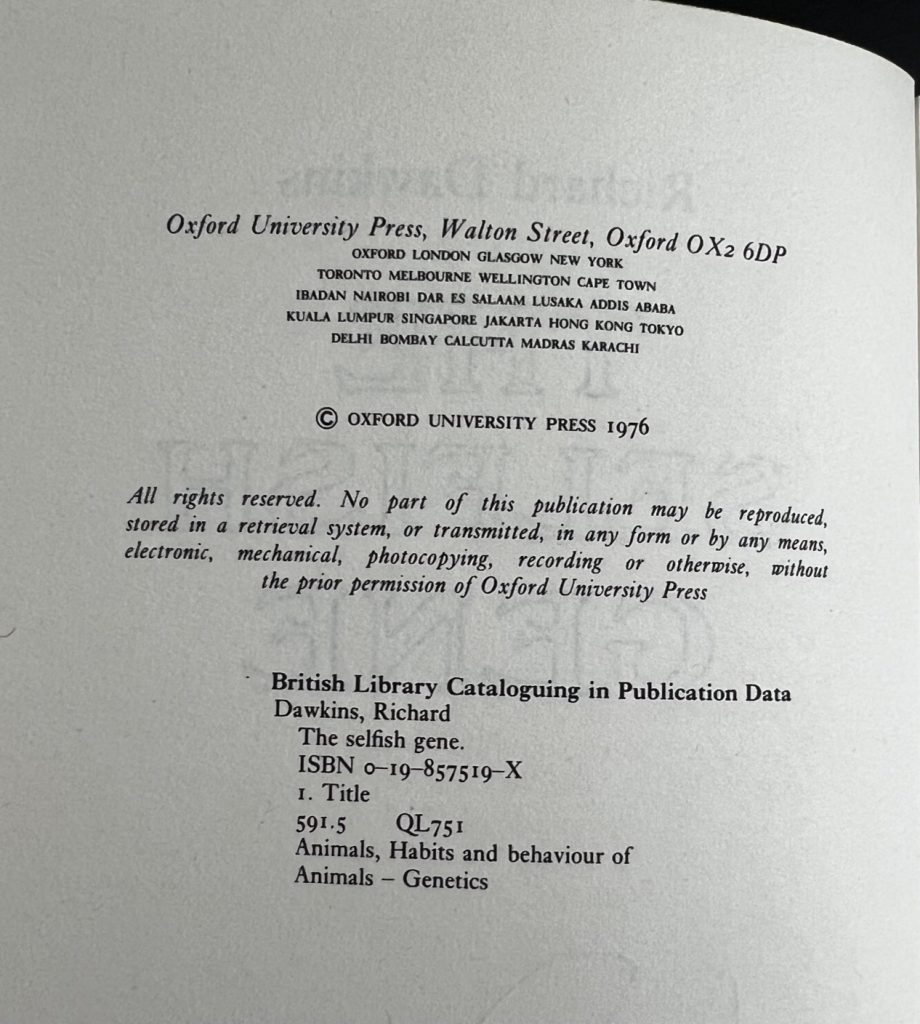 Oxford University Press, Walton Street, Oxford OX2 6DP
OXFORD LONDON GLASGOW NEW YORK
TORONTO MELBOURNE WELLINGTON CAPE TOWN
IBADAN NAIROBI DAR ES SALAAM LUSAKA ADDIS ABABA
KUALA LUMPUR SINGAPORE JAKARTA HONG KONG TOKYO
DELHI BOMBAY CALCUTTA MADRAS KARACHI
© OXFORD UNIVERSITY PRESS 1976
All rights reserved. No part of this publication may be reproduced,
stored in a retrieval system, or transmitted, in any form or by any means,
electronic, mechanical, photocopying, recording or otherwise, without
the prior permission of Oxford University Press
British Library Cataloguing in Publication Data
Dawkins, Richard
The selfish gene.
ISBN 0–19–857519–X
1. Title
591·5 QL751
Animals, Habits and behaviour of
Animals – Genetics